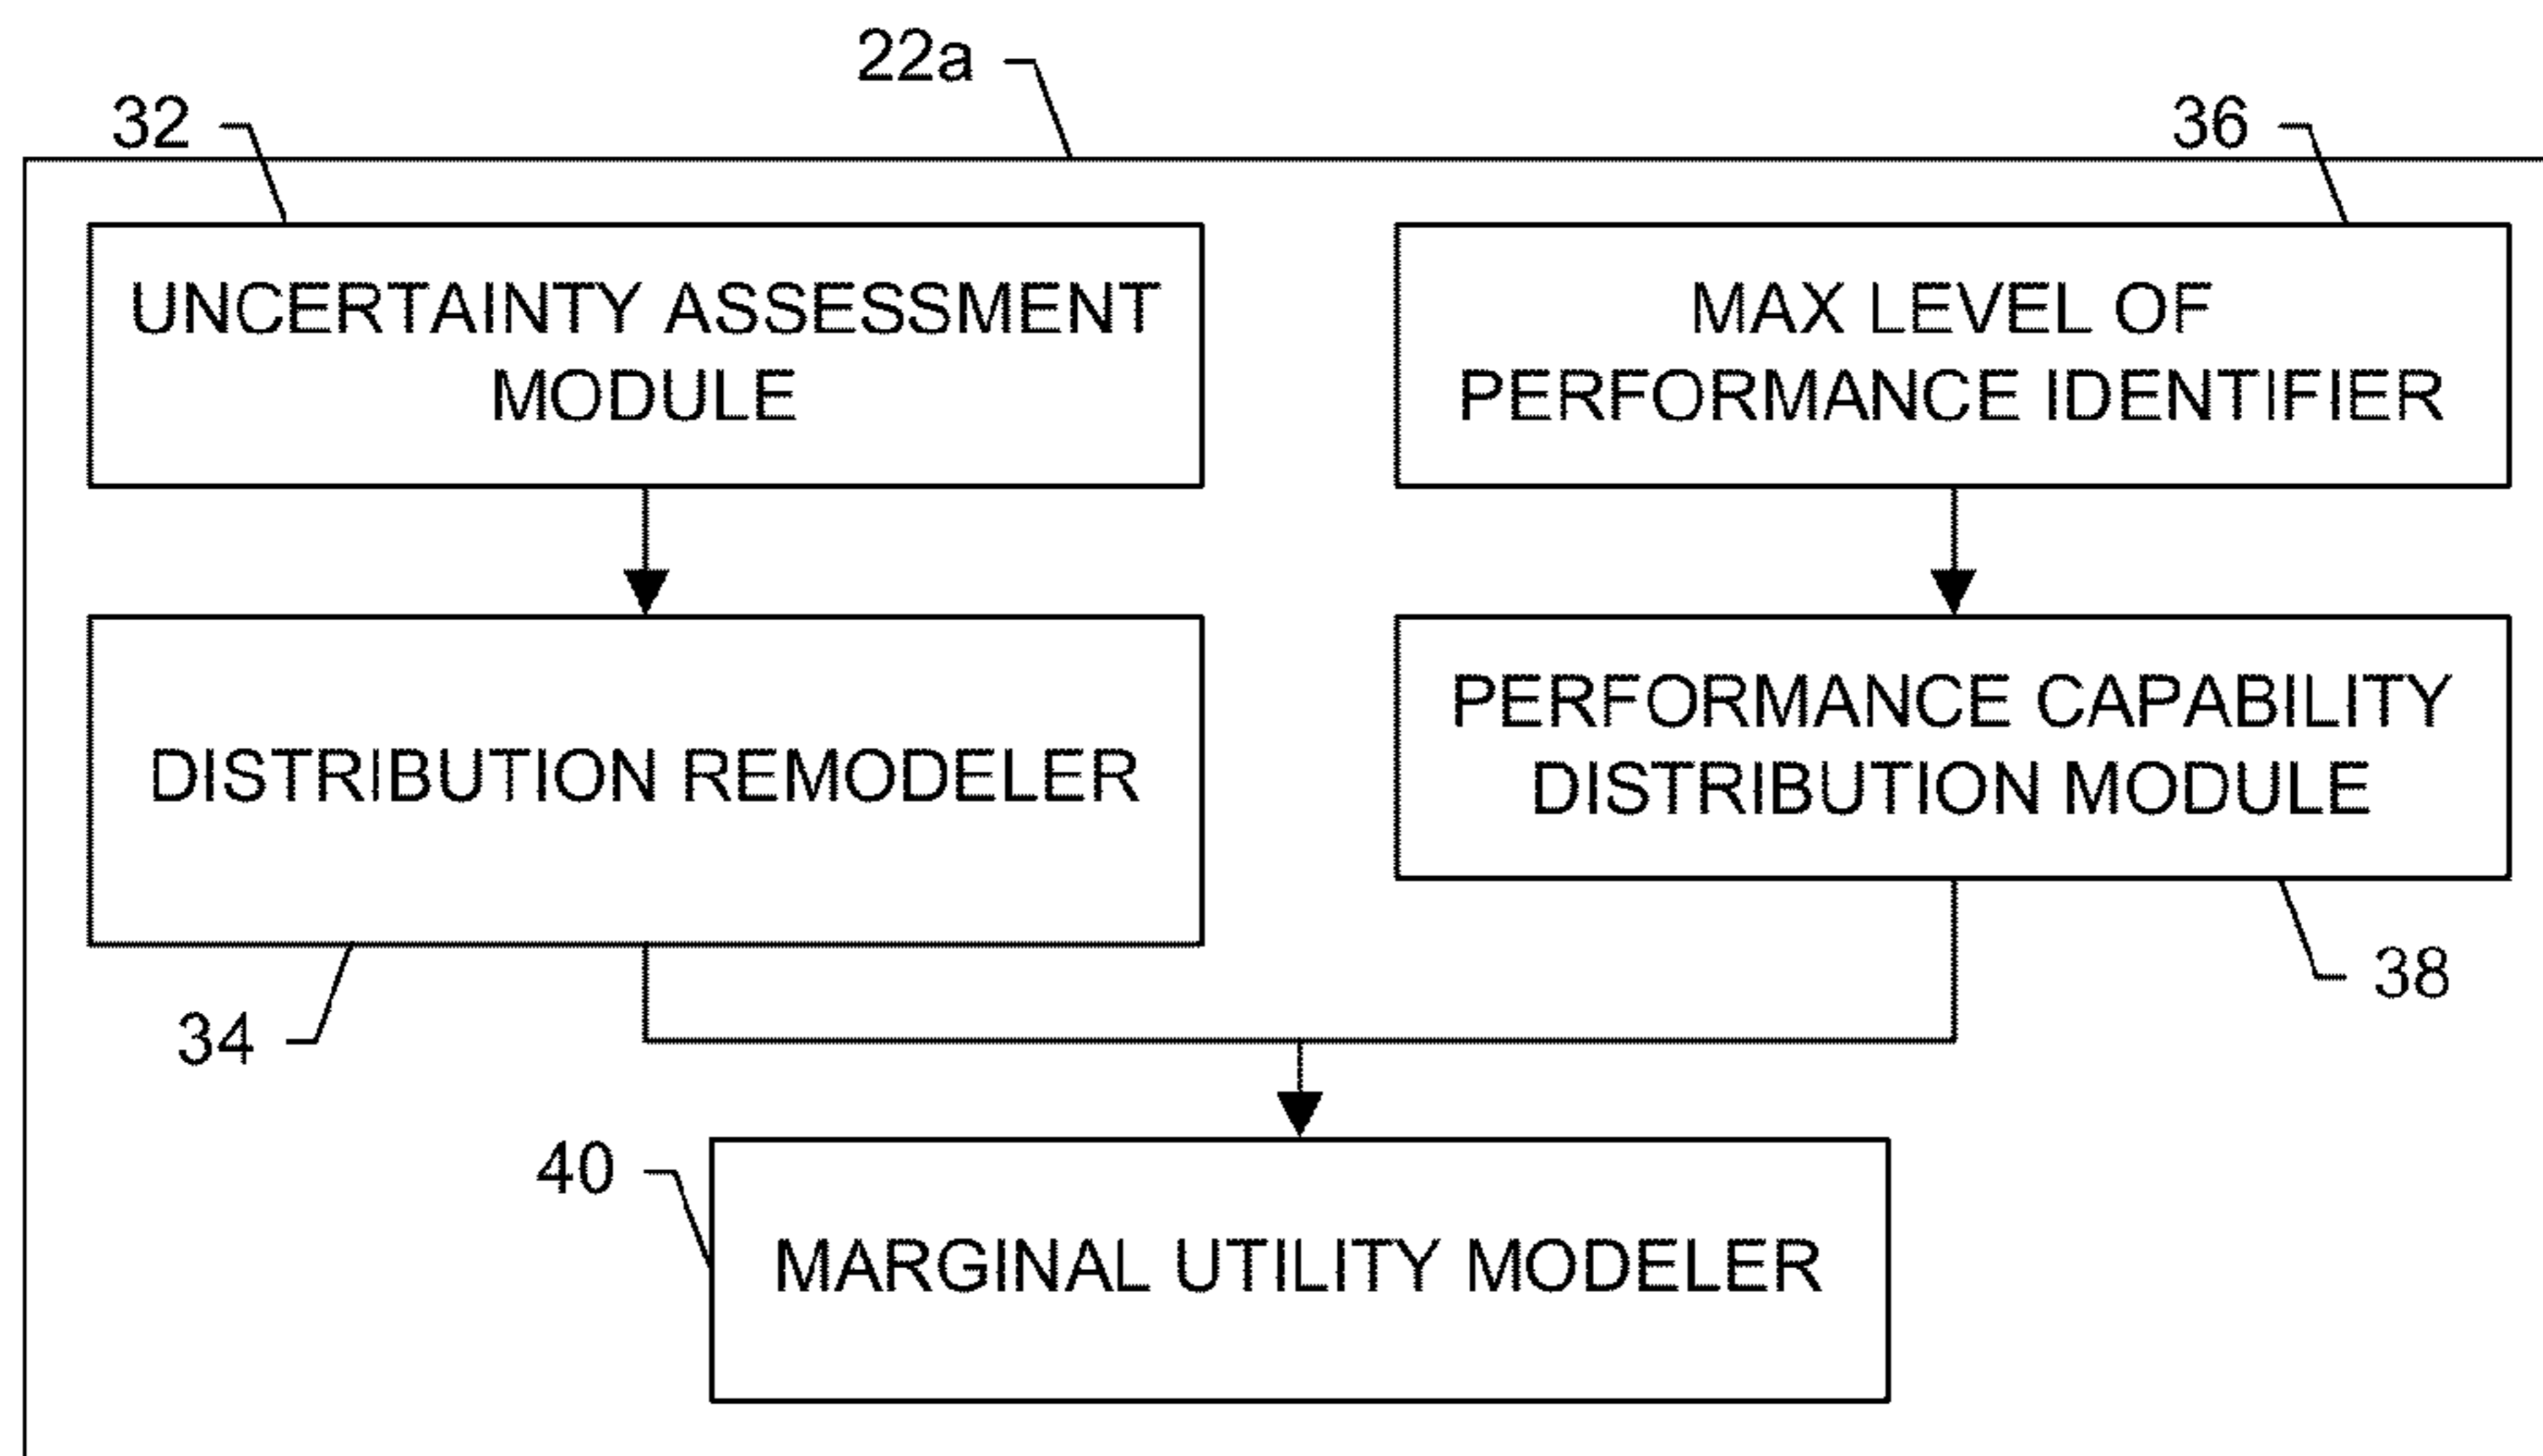 22a
32
36
UNCERTAINTY ASSESSMENT
MODULE
MAX LEVEL OF
PERFORMANCE IDENTIFIER
DISTRIBUTION REMODELER
PERFORMANCE CAPABILITY
DISTRIBUTION MODULE
34
38
40
MARGINAL UTILITY MODELER